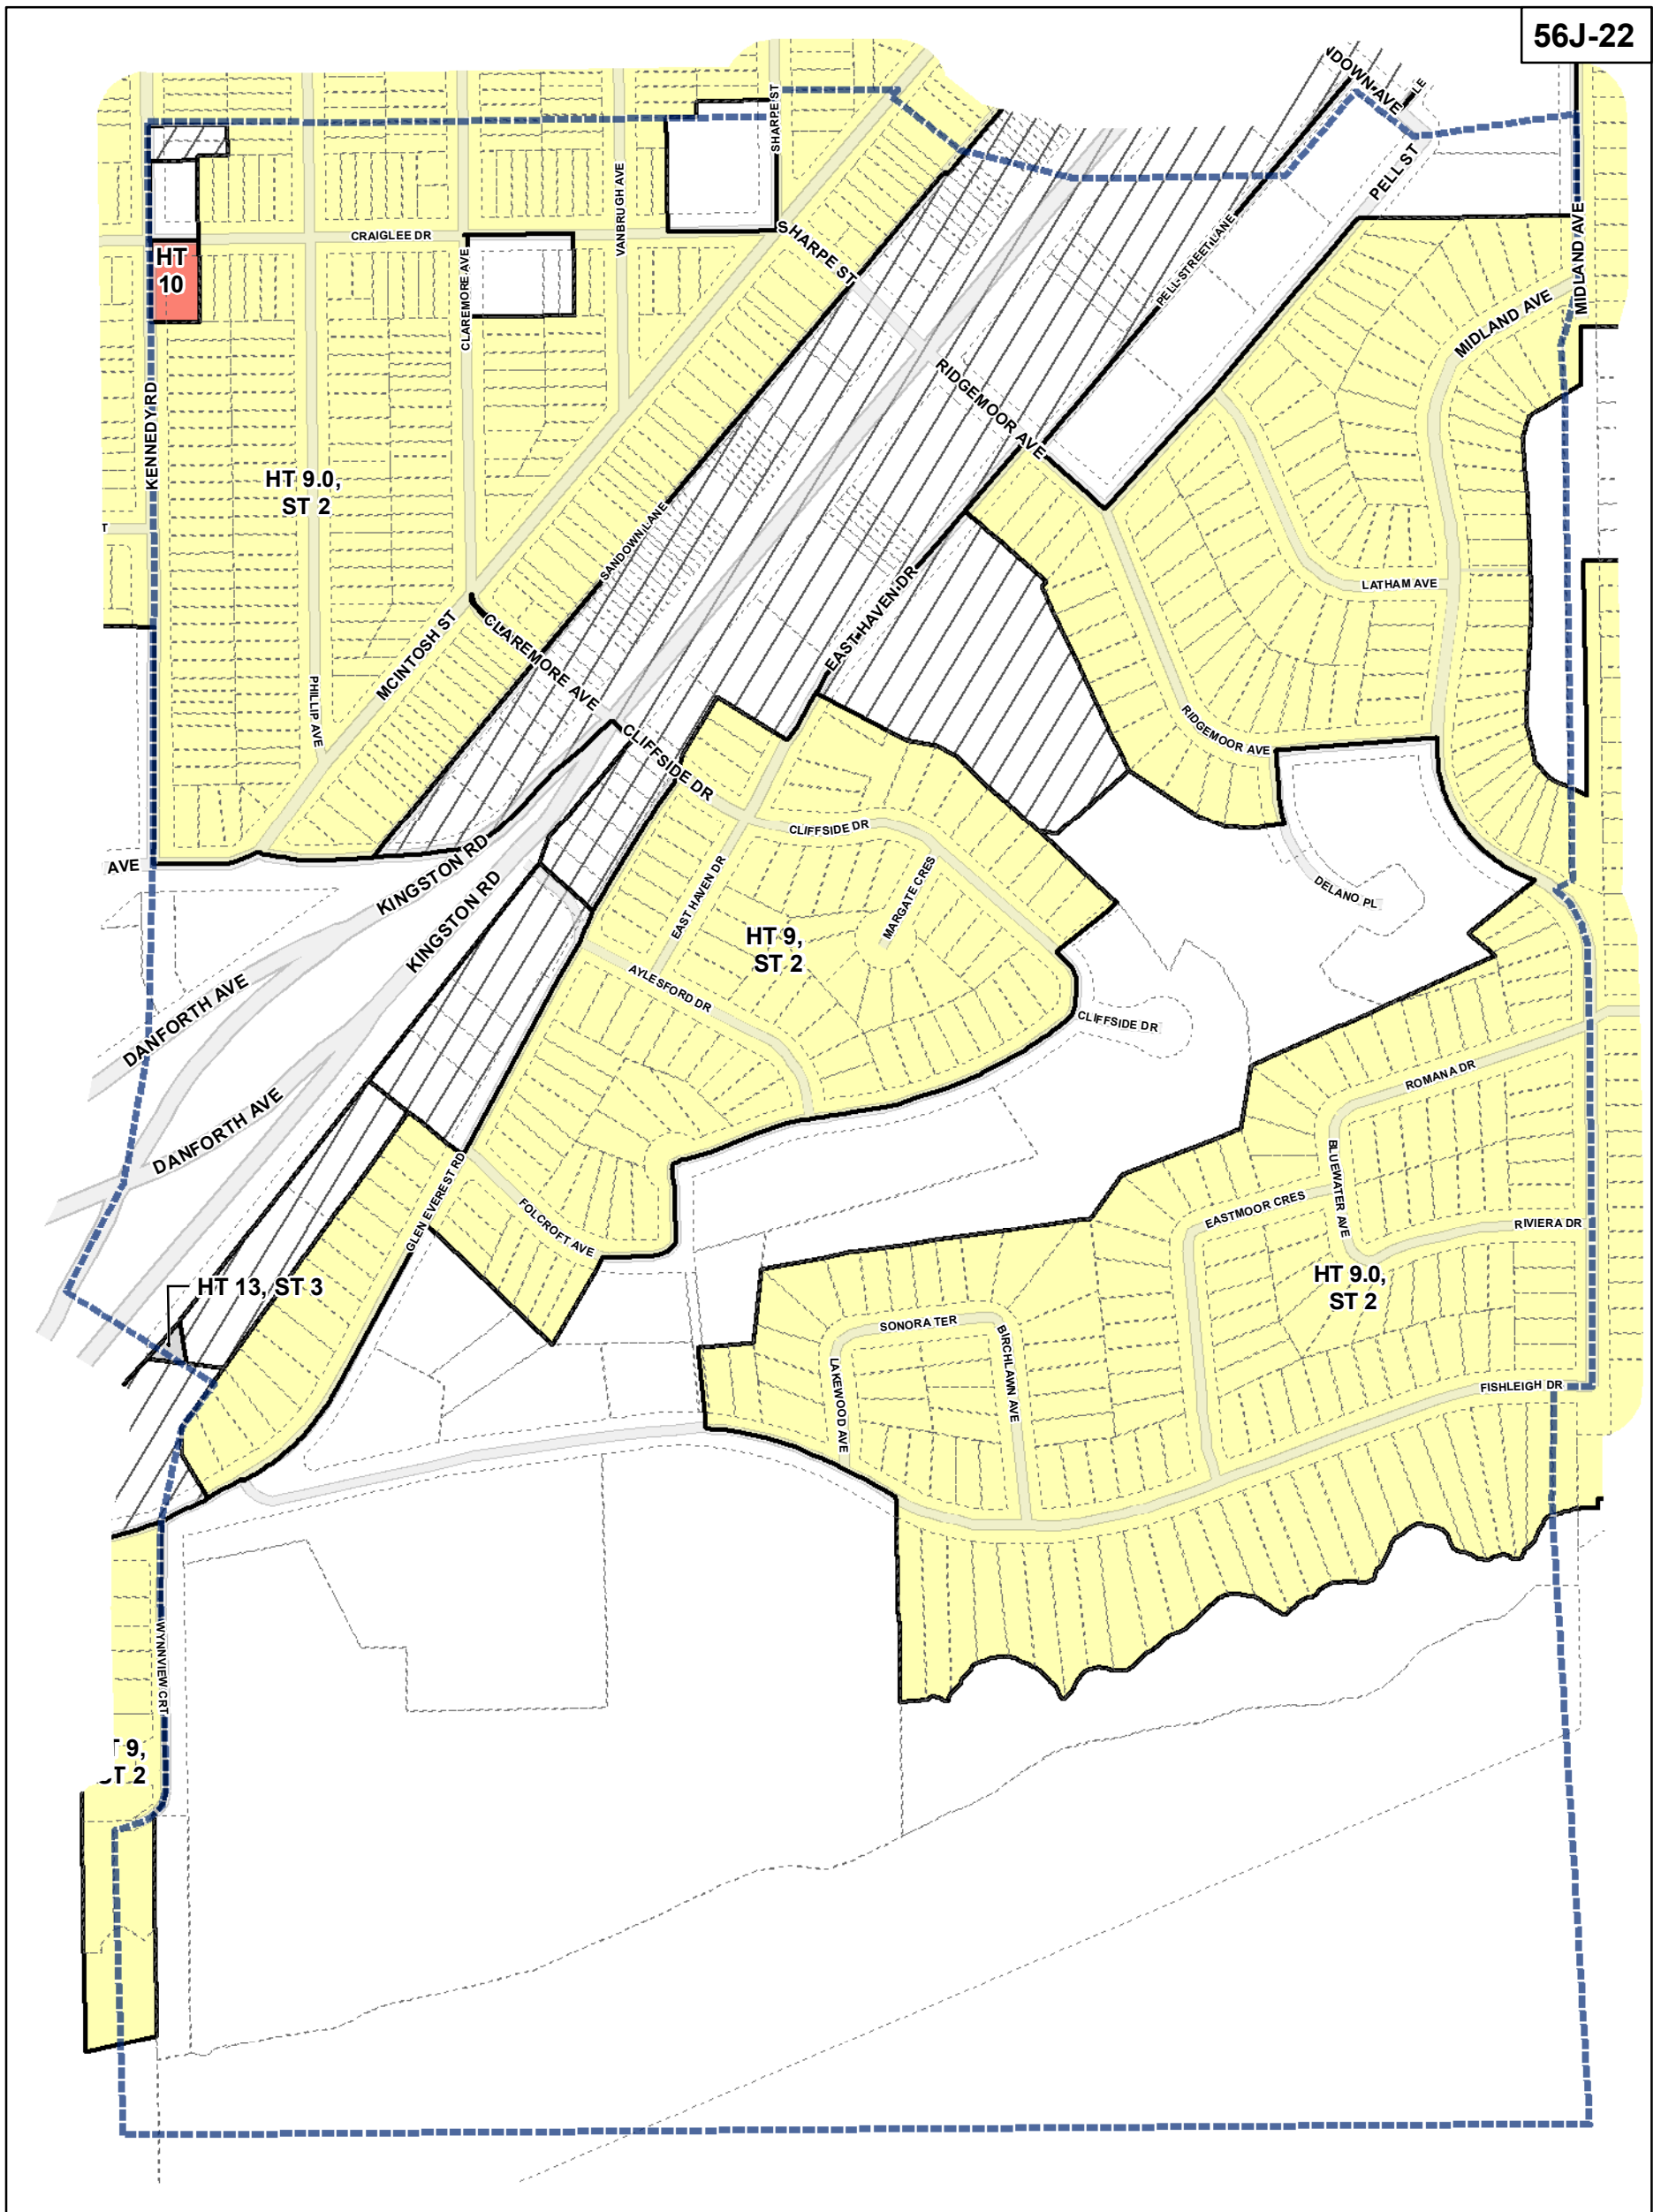 56J-22
SHARPE ST
PELL ST
MIDLAND AVE
VANBRUGH AVE
CRAIGLEE DR
HT
10
CLAREMORE AVE
SHARPE ST
PELL STREET LANE
MIDLAND AVE
KENNEDY RD
RIDGEMOOR AVE
HT 9.0,
ST 2
SANDOWN LANE
LATHAM AVE
EAST HAVEN DR
MCINTOSH ST
CLAREMORE AVE
PHILLIP AVE
RIDGEMOOR AVE
CLIFFSIDE DR
CLIFFSIDE DR
AVE
KINGSTON RD
EAST HAVEN DR
MARGATE CRES
DELANO PL
KINGSTON RD
HT 9,
ST 2
AYLESFORD DR
DANFORTH AVE
CLIFFSIDE DR
ROMANA DR
DANFORTH AVE
BLUEWATER AVE
GLEN EVEREST RD
FOLCROFT AVE
EASTMOOR CRES
RIVIERA DR
HT 13, ST 3
HT 9.0,
ST 2
SONORA TER
BIRCHLAWN AVE
LAKEWOOD AVE
FISHLEIGH DR
WYNNVIEW CRT
9,
T 2